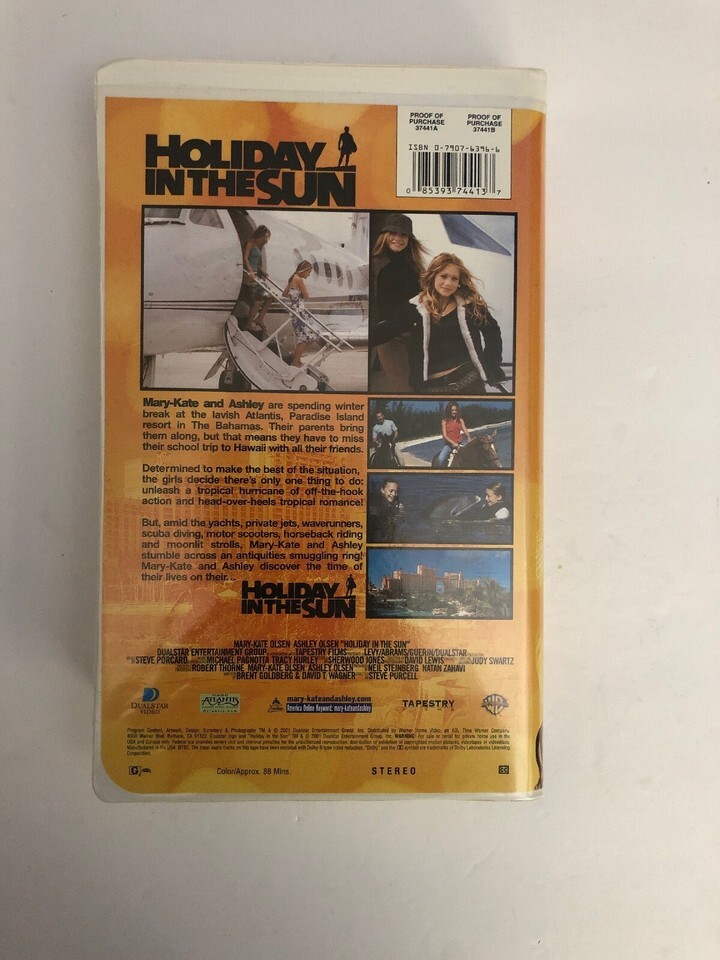 HOLIDAY
IN THE SUN
PROOF OF PURCHASE 37441A
PROOF OF PURCHASE 37441B
ISBN 0-7907-6396-6
0 85393 74413 7
Mary-Kate and Ashley are spending winter
break at the lavish Atlantis, Paradise Island
resort in The Bahamas. Their parents bring
them along, but that means they have to miss
their school trip to Hawaii with all their friends.
Determined to make the best of the situation,
the girls decide there's only one thing to do:
unleash a tropical hurricane of off-the-hook
action and head-over-heels tropical romance!
But, amid the yachts, private jets, waverunners,
scuba diving, motor scooters, horseback riding
and moonlit strolls, Mary-Kate and Ashley
stumble across an antiquities smuggling ring!
Mary-Kate and Ashley discover the time of
their lives on their...
HOLIDAY
IN THE SUN
MARY-KATE OLSEN ASHLEY OLSEN "HOLIDAY IN THE SUN"
DUALSTAR ENTERTAINMENT GROUP TAPESTRY FILMS LEVY/ABRAMS/GUERIN/DUALSTAR
STEVE PORCARO MICHAEL PAGNOTTA TRACY HURLEY SHERWOOD JONES DAVID LEWIS JUDY SWARTZ
ROBERT THORNE MARY-KATE OLSEN ASHLEY OLSEN NEIL STEINBERG NATAN ZAHAVI
BRENT GOLDBERG & DAVID T. WAGNER STEVE PURCELL
DUALSTAR VIDEO
ATLANTIS
mary-kateandashley.com
America Online Keyword: mary-kateandashley
TAPESTRY
WB
Color/Approx. 88 Mins.
STEREO